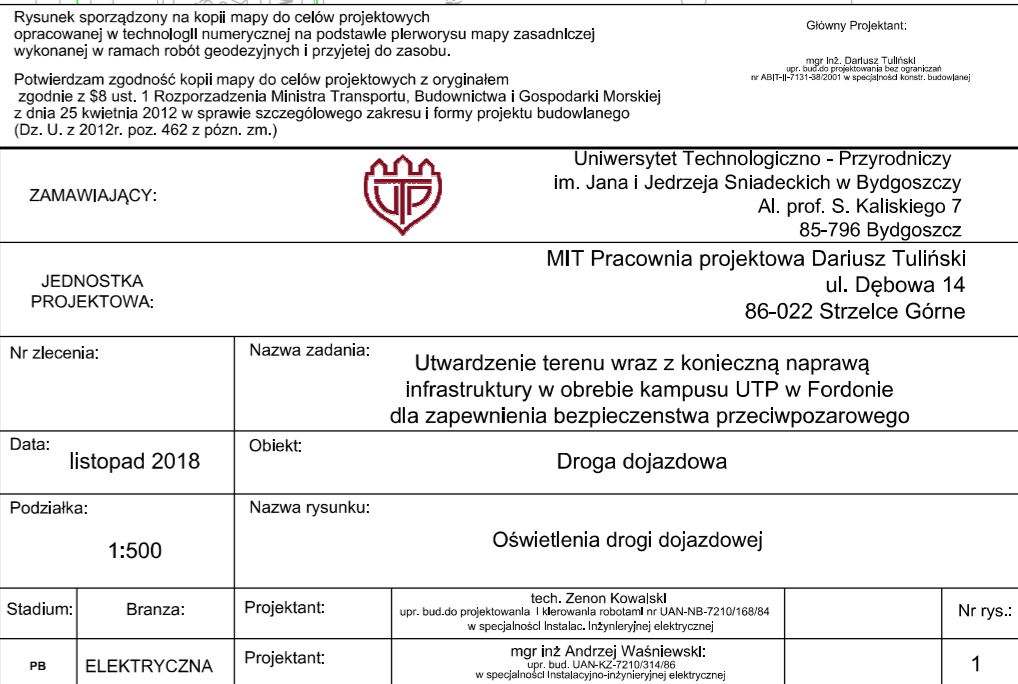 Rysunek sporządzony na kopii mapy do celów projektowych
opracowanej w technologii numerycznej na podstawie pierworysu mapy zasadniczej
wykonanej w ramach robót geodezyjnych i przyjetej do zasobu.
Potwierdzam zgodność kopii mapy do celów projektowych z oryginałem
zgodnie z $8 ust. 1 Rozporzadzenia Ministra Transportu, Budownictwa i Gospodarki Morskiej
z dnia 25 kwietnia 2012 w sprawie szczególowego zakresu i formy projektu budowlanego
(Dz. U. z 2012r. poz. 462 z pózn. zm.)
Główny Projektant:
mgr inż. Dariusz Tuliński
upr. bud.do projektowania bez ograniczań
nr ABIT-II-7131-38/2001 w specjalności konstr. budowlanej
ZAMAWIAJĄCY:
UTP
Uniwersytet Technologiczno - Przyrodniczy
im. Jana i Jedrzeja Sniadeckich w Bydgoszczy
Al. prof. S. Kaliskiego 7
85-796 Bydgoszcz
JEDNOSTKA
PROJEKTOWA:
MIT Pracownia projektowa Dariusz Tuliński
ul. Dębowa 14
86-022 Strzelce Górne
Nr zlecenia:
Nazwa zadania:
Utwardzenie terenu wraz z konieczną naprawą
infrastruktury w obrebie kampusu UTP w Fordonie
dla zapewnienia bezpieczenstwa przeciwpozarowego
Data:
listopad 2018
Obiekt:
Droga dojazdowa
Podziałka:
1:500
Nazwa rysunku:
Oświetlenia drogi dojazdowej
Stadium:
Branza:
Projektant:
tech. Zenon Kowalski
upr. bud.do projektowania i kierowania robotami nr UAN-NB-7210/168/84
w specjalności instalac. inżynieryjnej elektrycznej
Nr rys.:
PB
ELEKTRYCZNA
Projektant:
mgr inż Andrzej Waśniewski:
upr. bud. UAN-KZ-7210/314/86
w specjalności instalacyjno-inżynieryjnej elektrycznej
1